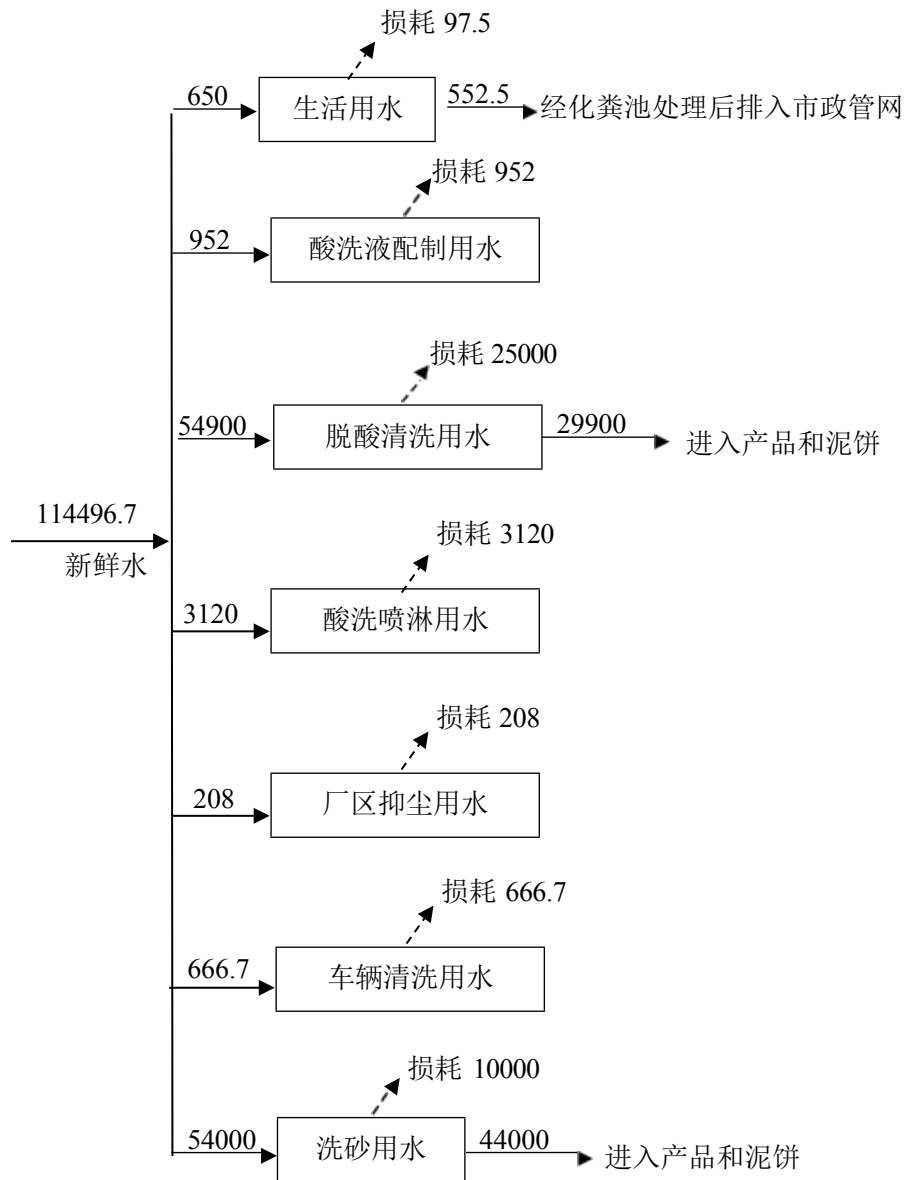 损耗 97.5
650
生活用水
552.5
经化粪池处理后排入市政管网
损耗 952
952
酸洗液配制用水
损耗 25000
54900
脱酸清洗用水
29900
进入产品和泥饼
114496.7
新鲜水
损耗 3120
3120
酸洗喷淋用水
损耗 208
208
厂区抑尘用水
损耗 666.7
666.7
车辆清洗用水
损耗 10000
54000
洗砂用水
44000
进入产品和泥饼